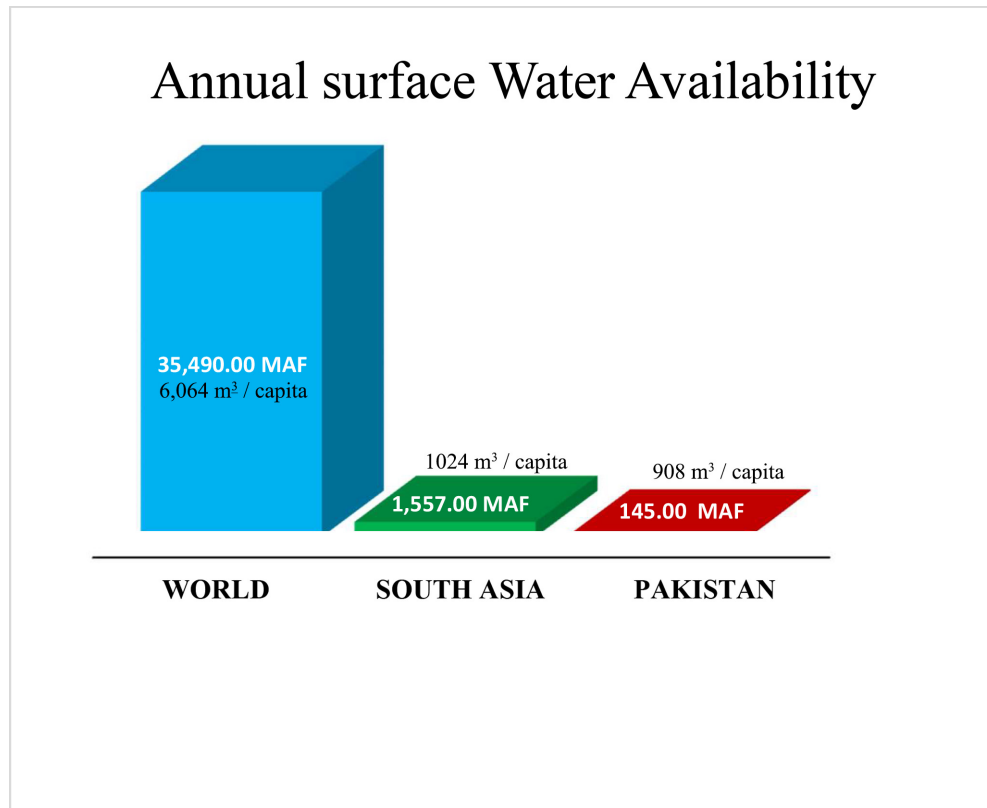 Annual surface Water Availability
35,490.00 MAF
6,064 m³ / capita
1024 m³ / capita
1,557.00 MAF
908 m³ / capita
145.00 MAF
WORLD
SOUTH ASIA
PAKISTAN